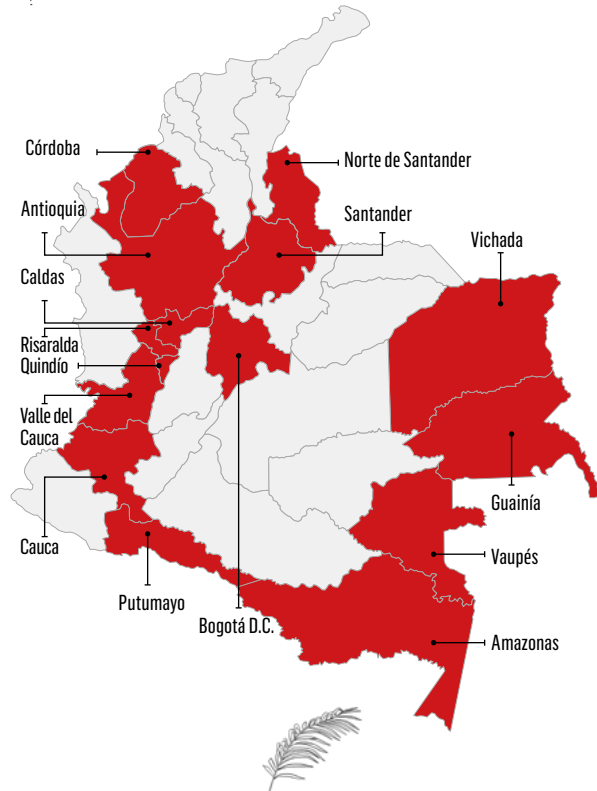 Córdoba
Norte de Santander
Antioquia
Santander
Vichada
Caldas
Risaralda
Quindío
Valle del
Cauca
Guainía
Cauca
Vaupés
Putumayo
Bogotá D.C.
Amazonas